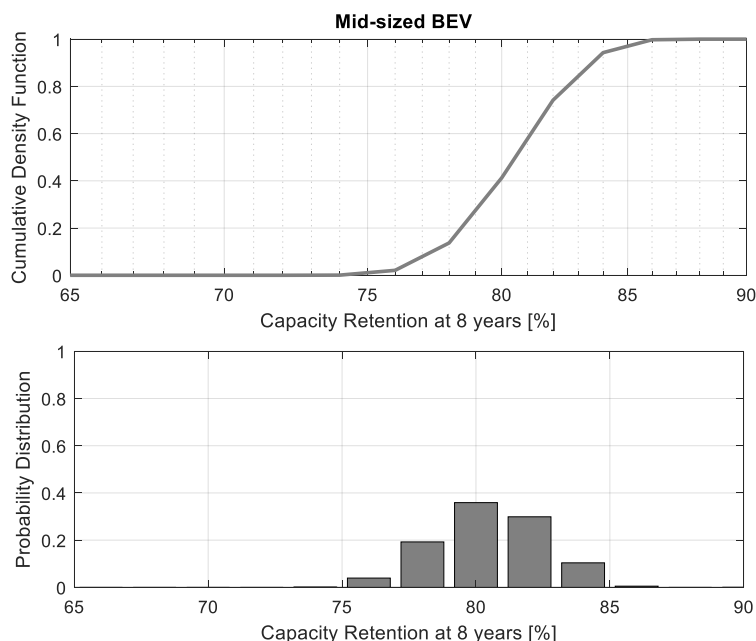 Mid-sized BEV
Cumulative Density Function
1
0.8
0.6
0.4
0.2
0
65 70 75 80 85 90
Capacity Retention at 8 years [%]
Probability Distribution
1
0.8
0.6
0.4
0.2
0
65 70 75 80 85 90
Capacity Retention at 8 years [%]